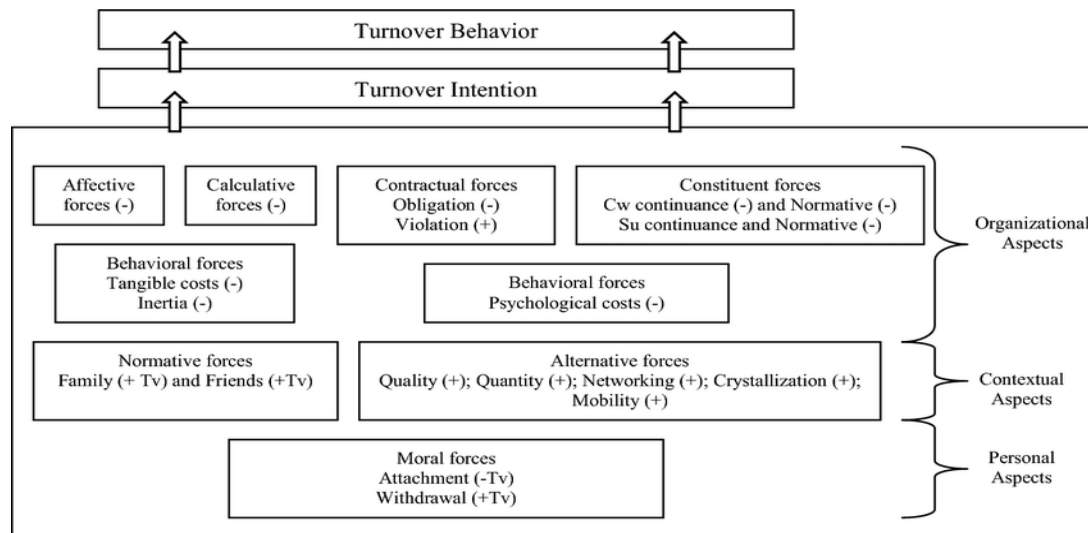 Turnover Behavior
Turnover Intention
Affective
forces (-)
Calculative
forces (-)
Contractual forces
Obligation (-)
Violation (+)
Constituent forces
Cw continuance (-) and Normative (-)
Su continuance and Normative (-)
Organizational
Aspects
Behavioral forces
Tangible costs (-)
Inertia (-)
Behavioral forces
Psychological costs (-)
Normative forces
Family (+ Tv) and Friends (+Tv)
Alternative forces
Quality (+); Quantity (+); Networking (+); Crystallization (+);
Mobility (+)
Contextual
Aspects
Moral forces
Attachment (-Tv)
Withdrawal (+Tv)
Personal
Aspects